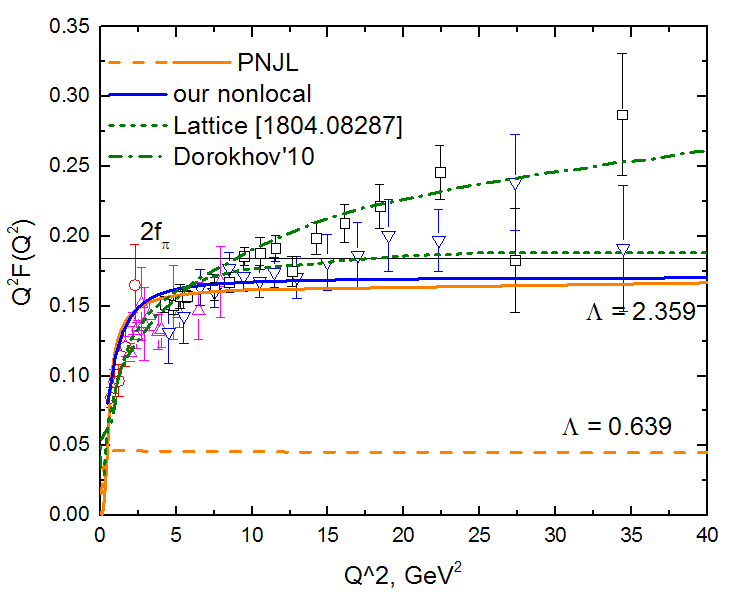 0.35
0.30
0.25
0.20
0.15
0.10
0.05
0.00
Q²F(Q²)
PNJL
our nonlocal
Lattice [1804.08287]
Dorokhov'10
2fπ
Λ = 2.359
Λ = 0.639
0 5 10 15 20 25 30 35 40
Q^2, GeV²